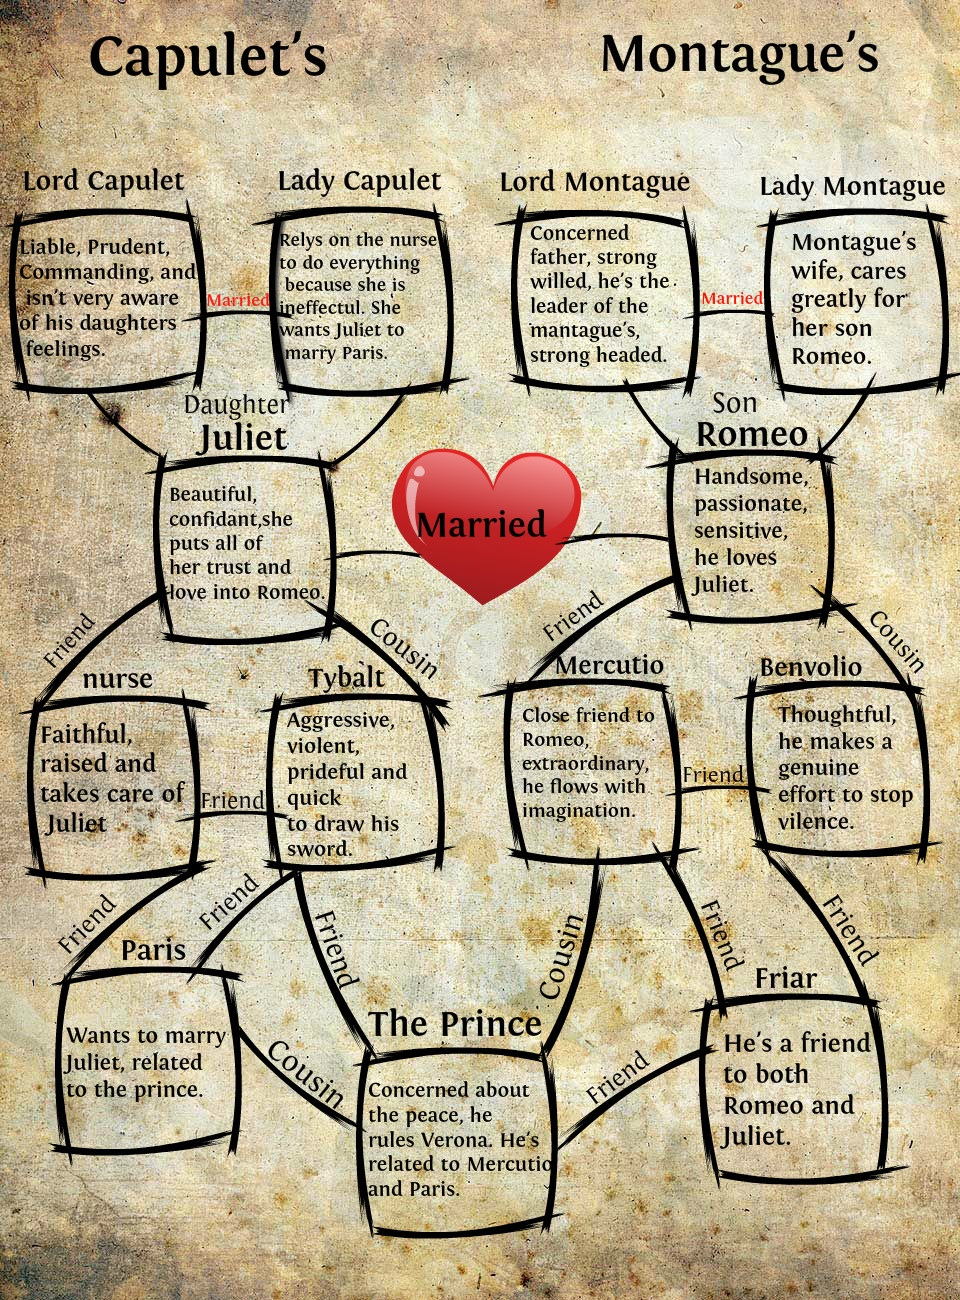 Capulet's
Montague's
Lord Capulet
Lady Capulet
Lord Montague
Lady Montague
Liable, Prudent,
Commanding, and
isn't very aware
of his daughters
feelings.
Married
Relys on the nurse
to do everything
because she is
ineffectul. She
wants Juliet to
marry Paris.
Concerned
father, strong
willed, he's the
leader of the
mantague's,
strong headed.
Married
Montague's
wife, cares
greatly for
her son
Romeo.
Daughter
Juliet
Son
Romeo
Beautiful,
confidant,she
puts all of
her trust and
love into Romeo.
Married
Handsome,
passionate,
sensitive,
he loves
Juliet.
Friend
Cousin
Friend
Cousin
nurse
Tybalt
Mercutio
Benvolio
Faithful,
raised and
takes care of
Juliet
Friend
Aggressive,
violent,
prideful and
quick
to draw his
sword.
Close friend to
Romeo,
extraordinary,
he flows with
imagination.
Friend
Thoughtful,
he makes a
genuine
effort to stop
vilence.
Friend
Friend
Friend
Cousin
Friend
Friend
Paris
The Prince
Friar
Wants to marry
Juliet, related
to the prince.
Cousin
Concerned about
the peace, he
rules Verona. He's
related to Mercutio
and Paris.
Friend
He's a friend
to both
Romeo and
Juliet.